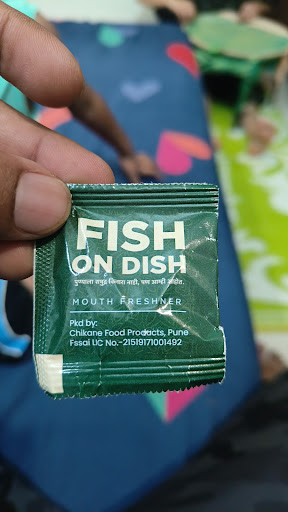 FISH
ON DISH
पुण्याला समुद्र किनारा नाही, पण आम्ही आहोत.
MOUTH FRESHNER
Pkd by:
Chikane Food Products, Pune
Fssai LIC No.-21519171001492